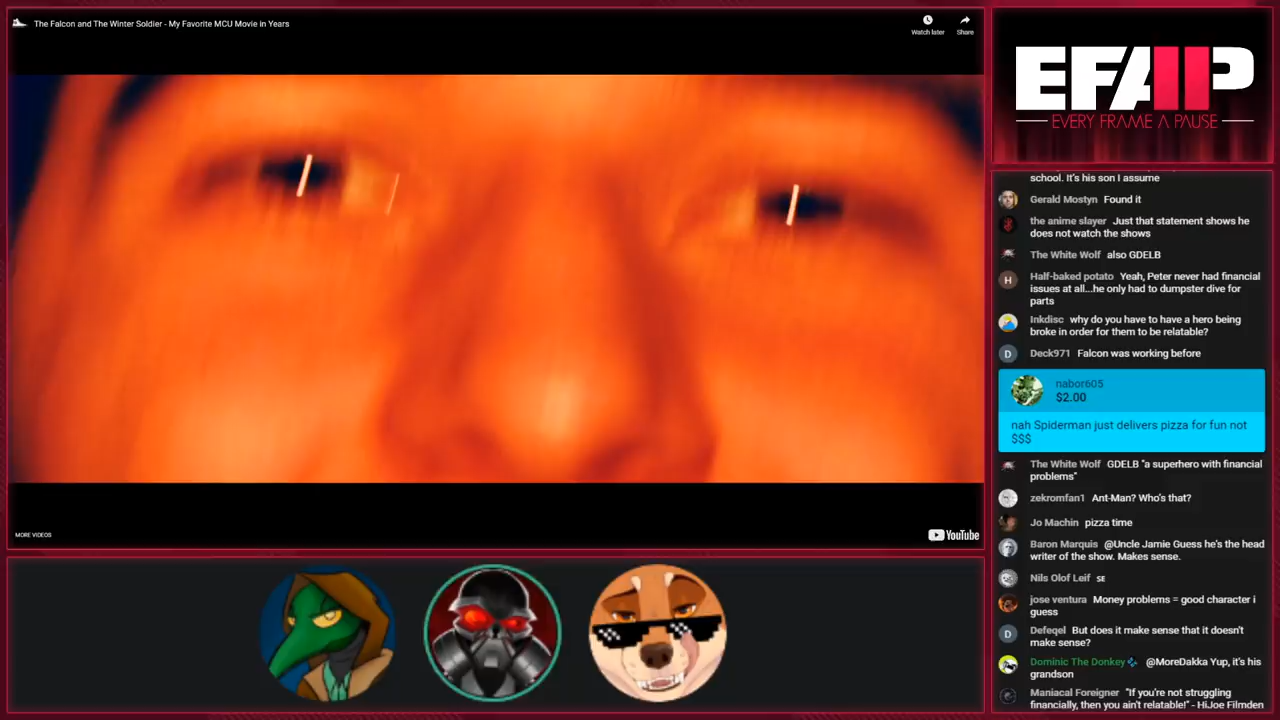 The Falcon and The Winter Soldier - My Favorite MCU Movie in Years
Watch later
Share
MORE VIDEOS
YouTube
EFAP
EVERY FRAME A PAUSE
school. It's his son I assume
Gerald Mostyn Found it
the anime slayer Just that statement shows he
does not watch the shows
The White Wolf also GDELB
H
Half-baked potato Yeah, Peter never had financial
issues at all...he only had to dumpster dive for
parts
Inkdisc why do you have to have a hero being
broke in order for them to be relatable?
D
Deck971 Falcon was working before
nabor605
$2.00
nah Spiderman just delivers pizza for fun not
$$$
The White Wolf GDELB "a superhero with financial
problems"
zekromfan1 Ant-Man? Who's that?
Jo Machin pizza time
Baron Marquis @Uncle Jamie Guess he's the head
writer of the show. Makes sense.
Nils Olof Leif SE
jose ventura Money problems = good character i
guess
D
Defeqel But does it make sense that it doesn't
make sense?
Dominic The Donkey @MoreDakka Yup, it's his
grandson
Maniacal Foreigner "If you're not struggling
financially, then you ain't relatable!" - HiJoe Filmden